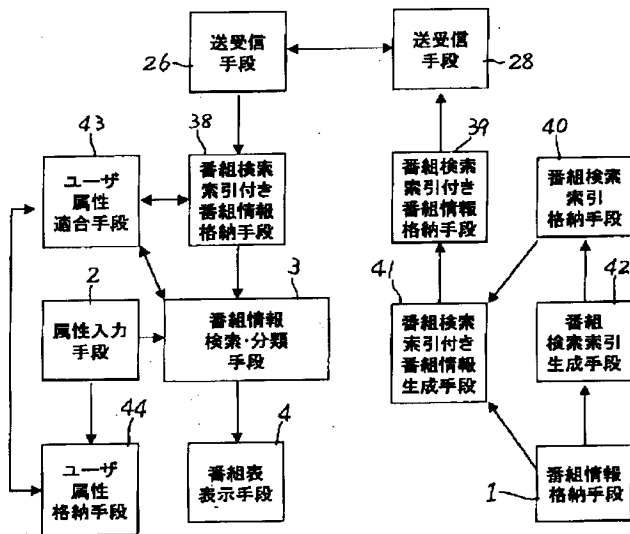 送受信
手段
26
送受信
手段
28
43
ユーザ
属性
適合手段
38
番組検索
索引付き
番組情報
格納手段
39
番組検索
索引付き
番組情報
格納手段
40
番組検索
索引
格納手段
2
属性入力
手段
3
番組情報
検索・分類
手段
41
番組検索
索引付き
番組情報
生成手段
42
番組
検索索引
生成手段
44
ユーザ
属性
格納手段
4
番組表
表示手段
1
番組情報
格納手段